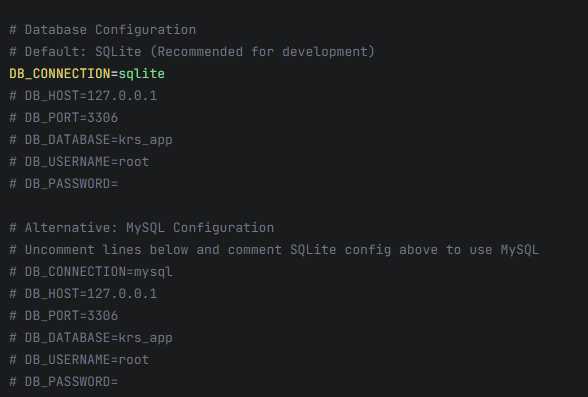 # Database Configuration
# Default: SQLite (Recommended for development)
DB_CONNECTION=sqlite
# DB_HOST=127.0.0.1
# DB_PORT=3306
# DB_DATABASE=krs_app
# DB_USERNAME=root
# DB_PASSWORD=
# Alternative: MySQL Configuration
# Uncomment lines below and comment SQLite config above to use MySQL
# DB_CONNECTION=mysql
# DB_HOST=127.0.0.1
# DB_PORT=3306
# DB_DATABASE=krs_app
# DB_USERNAME=root
# DB_PASSWORD=